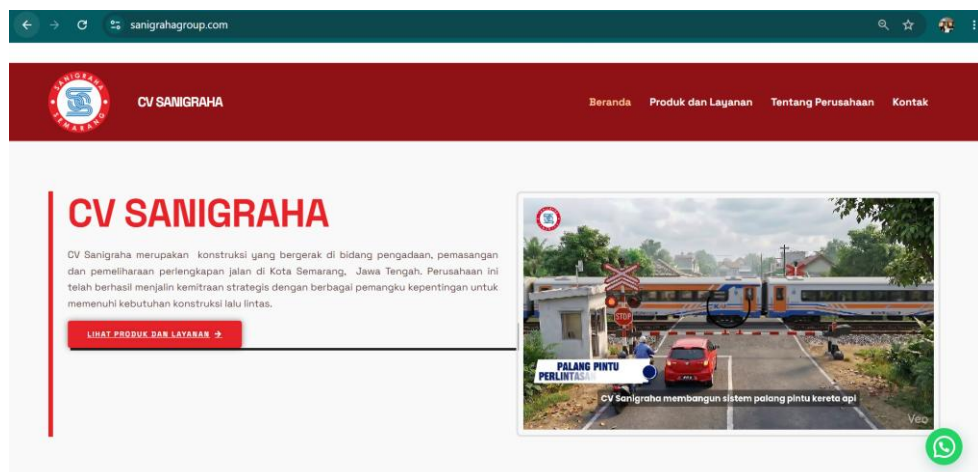 sanigrahagroup.com
SANIGRAHA
SEMARANG
CV SANIGRAHA
Beranda
Produk dan Layanan
Tentang Perusahaan
Kontak
CV SANIGRAHA
CV Sanigraha merupakan konstruksi yang bergerak di bidang pengadaan, pemasangan
dan pemeliharaan perlengkapan jalan di Kota Semarang, Jawa Tengah. Perusahaan ini
telah berhasil menjalin kemitraan strategis dengan berbagai pemangku kepentingan untuk
memenuhi kebutuhan konstruksi lalu lintas.
LIHAT PRODUK DAN LAYANAN →
STOP
PALANG PINTU
PERLINTASAN
CV Sanigraha membangun sistem palang pintu kereta api
Veo